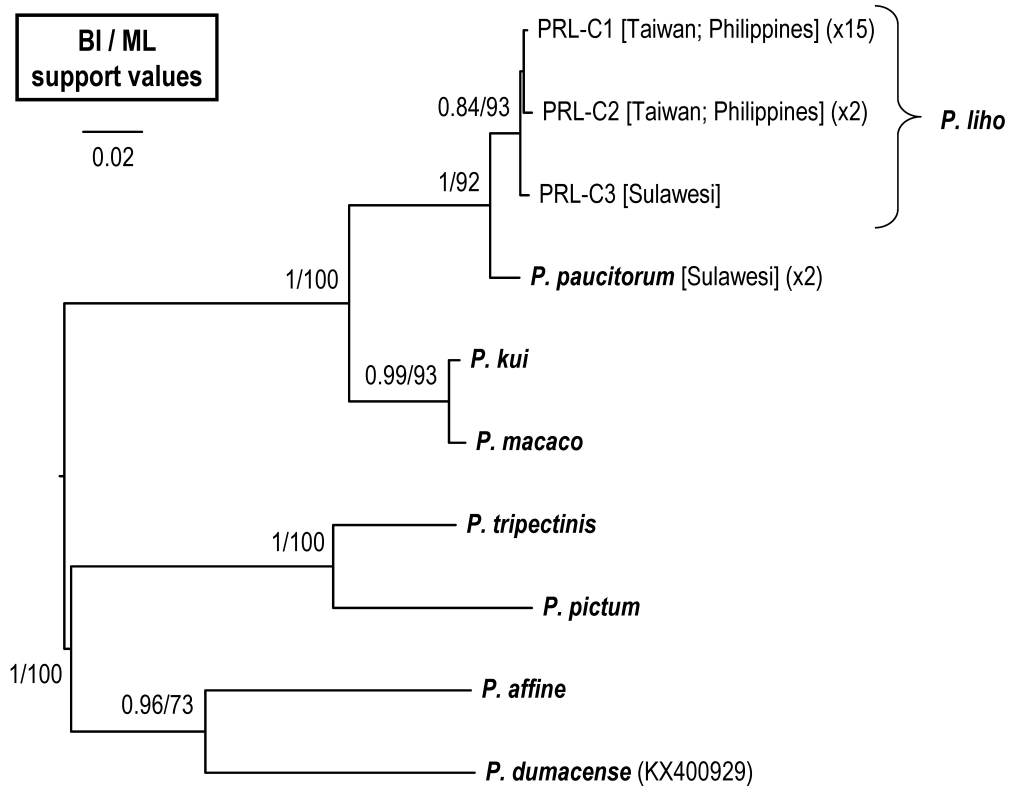 BI / ML
support values
0.02
PRL-C1 [Taiwan; Philippines] (x15)
0.84/93
PRL-C2 [Taiwan; Philippines] (x2)
P. liho
1/92
PRL-C3 [Sulawesi]
1/100
P. paucitorum [Sulawesi] (x2)
P. kui
0.99/93
P. macaco
P. tripectinis
1/100
P. pictum
1/100
P. affine
0.96/73
P. dumacense (KX400929)